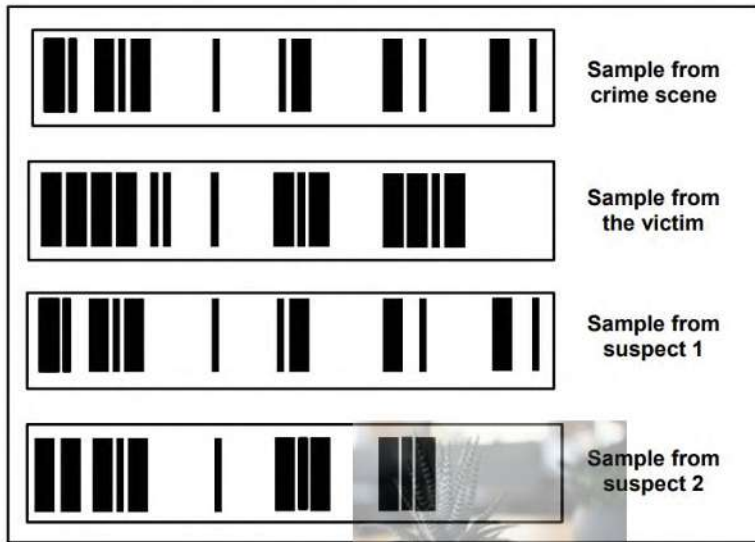 Sample from
crime scene
Sample from
the victim
Sample from
suspect 1
Sample from
suspect 2